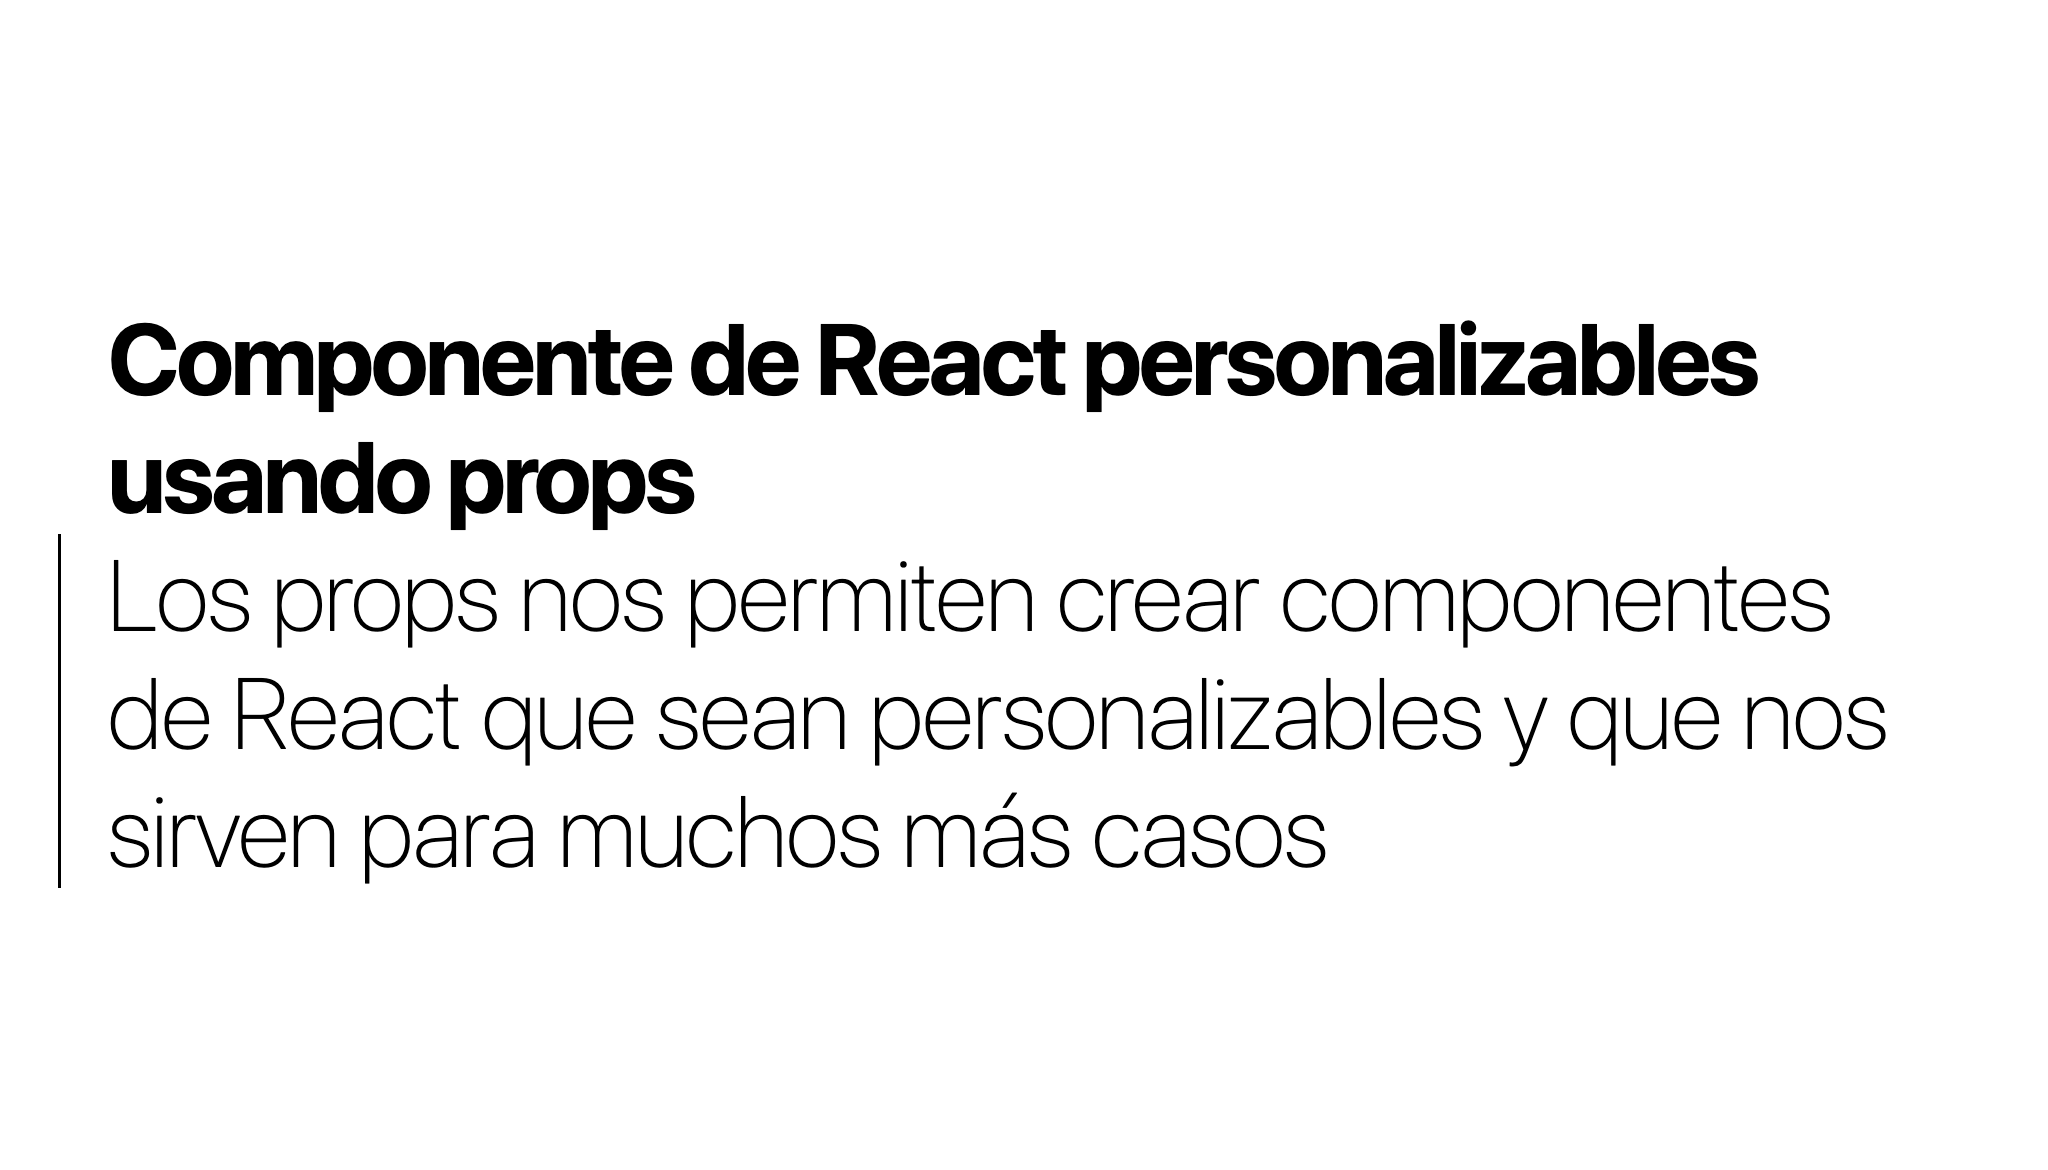 Componente de React personalizables
usando props
Los props nos permiten crear componentes
de React que sean personalizables y que nos
sirven para muchos más casos